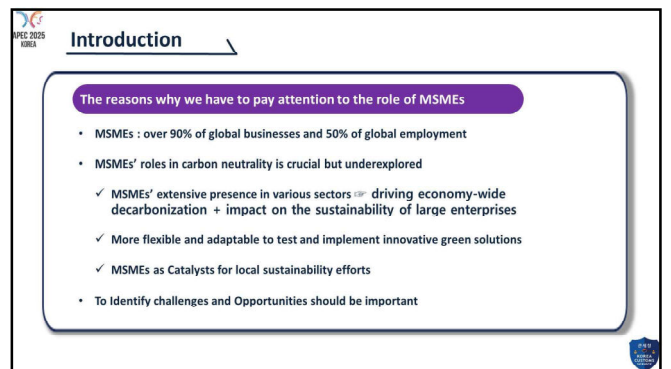 APEC 2025
KOREA
Introduction
The reasons why we have to pay attention to the role of MSMEs
• MSMEs : over 90% of global businesses and 50% of global employment
• MSMEs' roles in carbon neutrality is crucial but underexplored
✓ MSMEs' extensive presence in various sectors ☞ driving economy-wide
decarbonization + impact on the sustainability of large enterprises
✓ More flexible and adaptable to test and implement innovative green solutions
✓ MSMEs as Catalysts for local sustainability efforts
• To Identify challenges and Opportunities should be important
관세청
KOREA
CUSTOMS
SERVICE